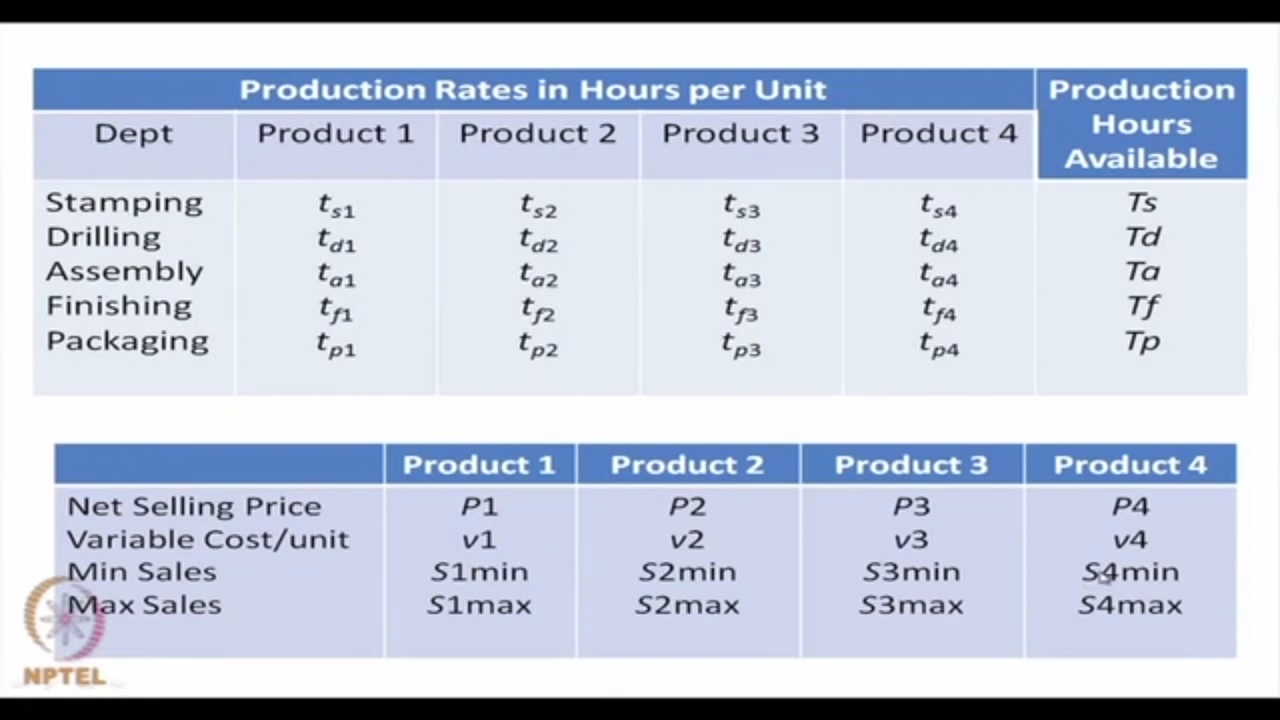 Production Rates in Hours per Unit Production Hours Available
Dept Product 1 Product 2 Product 3 Product 4
Stamping ts1 ts2 ts3 ts4 Ts
Drilling td1 td2 td3 td4 Td
Assembly ta1 ta2 ta3 ta4 Ta
Finishing tf1 tf2 tf3 tf4 Tf
Packaging tp1 tp2 tp3 tp4 Tp
Product 1 Product 2 Product 3 Product 4
Net Selling Price P1 P2 P3 P4
Variable Cost/unit v1 v2 v3 v4
Min Sales S1min S2min S3min S4min
Max Sales S1max S2max S3max S4max
NPTEL